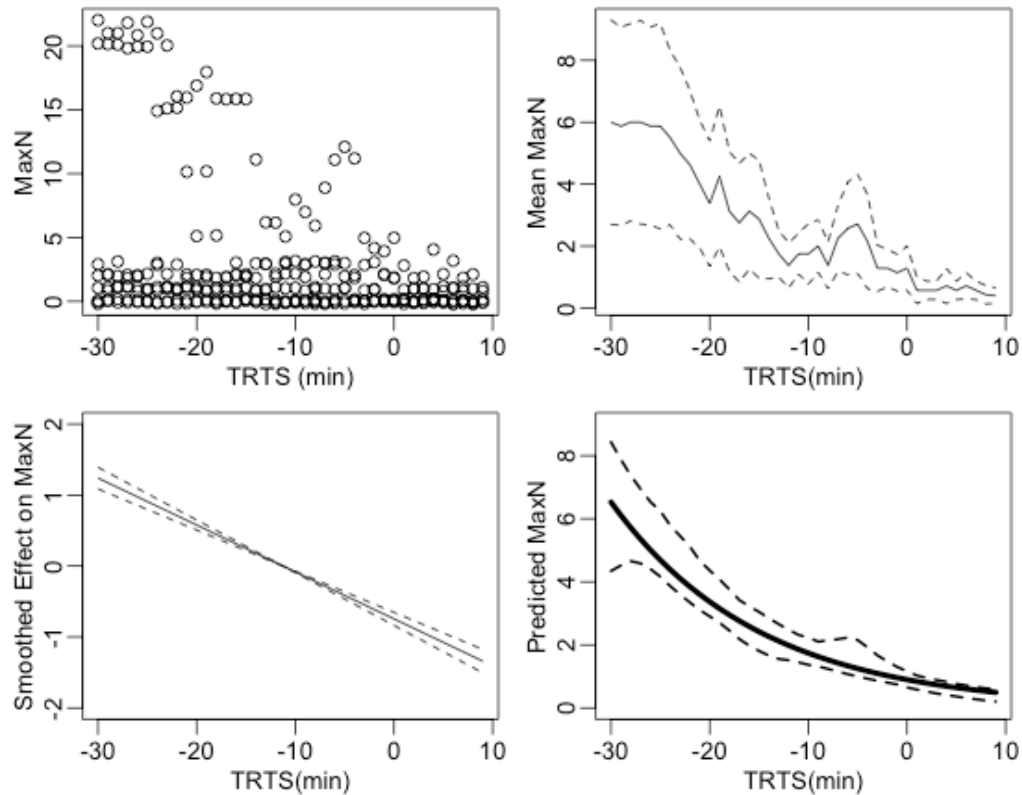 MaxN
20
15
10
5
0
-30 -20 -10 0 10
TRTS (min)
Mean MaxN
8
6
4
2
0
-30 -20 -10 0 10
TRTS(min)
Smoothed Effect on MaxN
2
1
0
-1
-2
-30 -20 -10 0 10
TRTS(min)
Predicted MaxN
8
6
4
2
0
-30 -20 -10 0 10
TRTS(min)